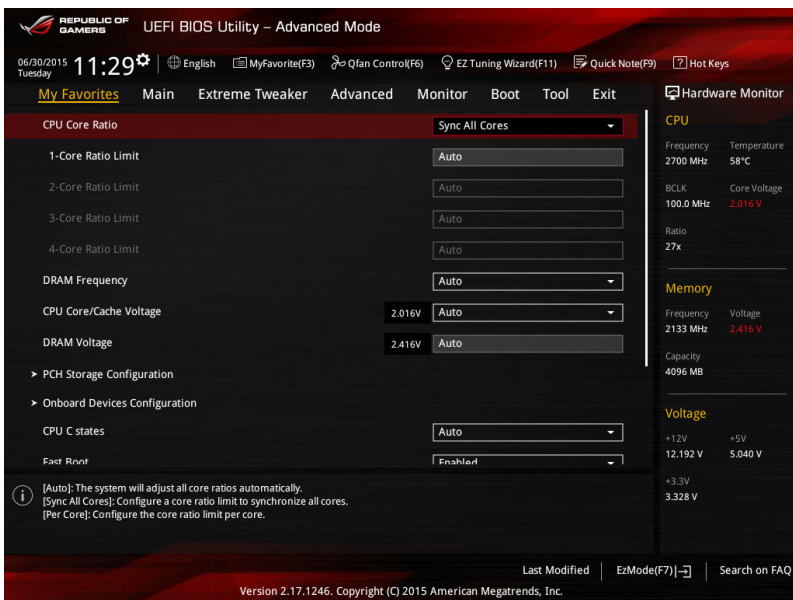 REPUBLIC OF
GAMERS
UEFI BIOS Utility – Advanced Mode
06/30/2015
Tuesday
11:29
English
MyFavorite(F3)
Qfan Control(F6)
EZ Tuning Wizard(F11)
Quick Note(F9)
? Hot Keys
My Favorites Main Extreme Tweaker Advanced Monitor Boot Tool Exit
CPU Core Ratio Sync All Cores
1-Core Ratio Limit Auto
2-Core Ratio Limit Auto
3-Core Ratio Limit Auto
4-Core Ratio Limit Auto
DRAM Frequency Auto
CPU Core/Cache Voltage 2.016V Auto
DRAM Voltage 2.416V Auto
> PCH Storage Configuration
> Onboard Devices Configuration
CPU C states Auto
Fast Boot Enabled
i
[Auto]: The system will adjust all core ratios automatically.
[Sync All Cores]: Configure a core ratio limit to synchronize all cores.
[Per Core]: Configure the core ratio limit per core.
Hardware Monitor
CPU
Frequency Temperature
2700 MHz 58°C
BCLK Core Voltage
100.0 MHz 2.016 V
Ratio
27x
Memory
Frequency Voltage
2133 MHz 2.416 V
Capacity
4096 MB
Voltage
+12V +5V
12.192 V 5.040 V
+3.3V
3.328 V
Last Modified EzMode(F7) Search on FAQ
Version 2.17.1246. Copyright (C) 2015 American Megatrends, Inc.